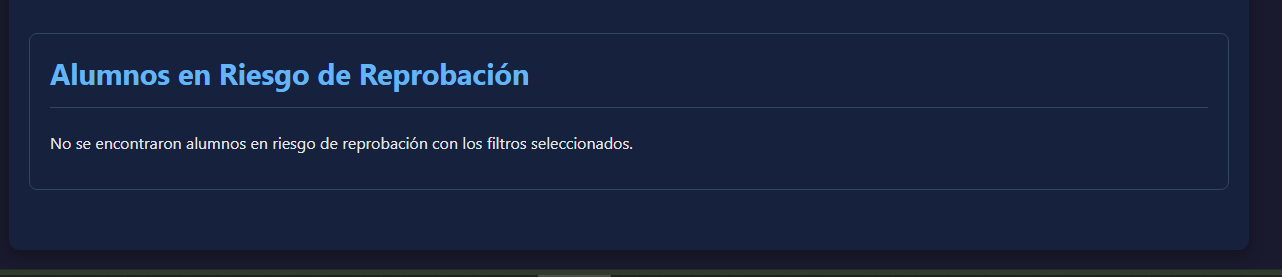 Alumnos en Riesgo de Reprobación
No se encontraron alumnos en riesgo de reprobación con los filtros seleccionados.